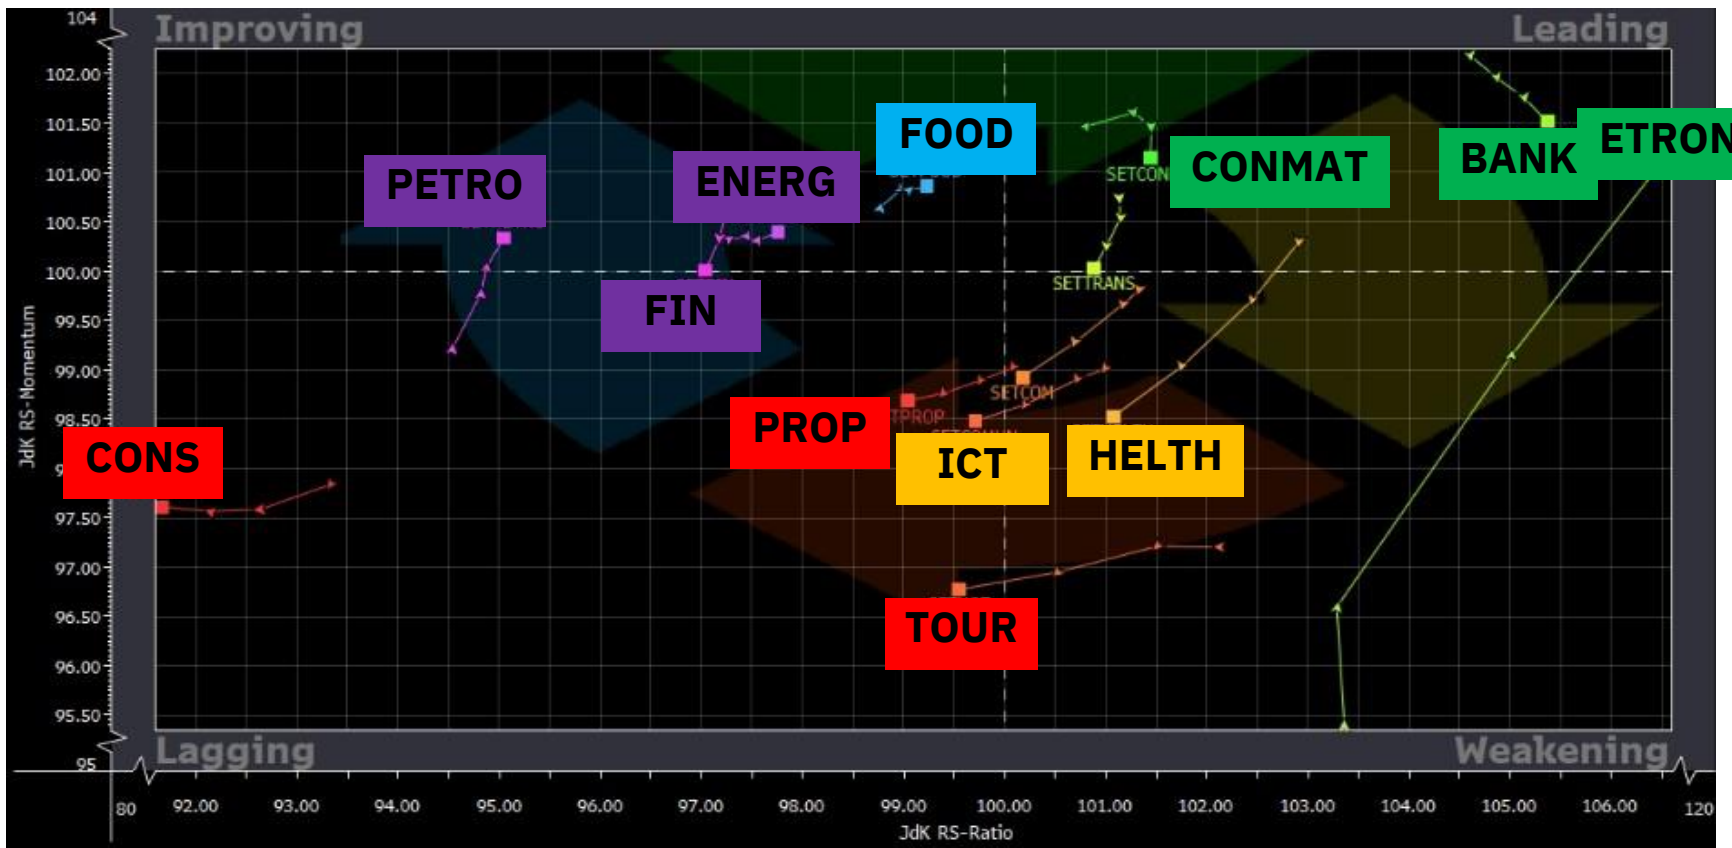 104
Improving
Leading
102.00
101.50
101.00
100.50
100.00
99.50
99.00
98.50
97.50
97.00
96.50
96.00
95.50
95
JdK RS-Momentum
FOOD
PETRO
ENERG
SETCON
CONMAT
BANK
ETRON
SETTRANS
FIN
SETCOM
TPROP
PROP
ICT
HELTH
CONS
TOUR
Lagging
Weakening
80
92.00
93.00
94.00
95.00
96.00
97.00
98.00
99.00
100.00
101.00
102.00
103.00
104.00
105.00
106.00
120
JdK RS-Ratio